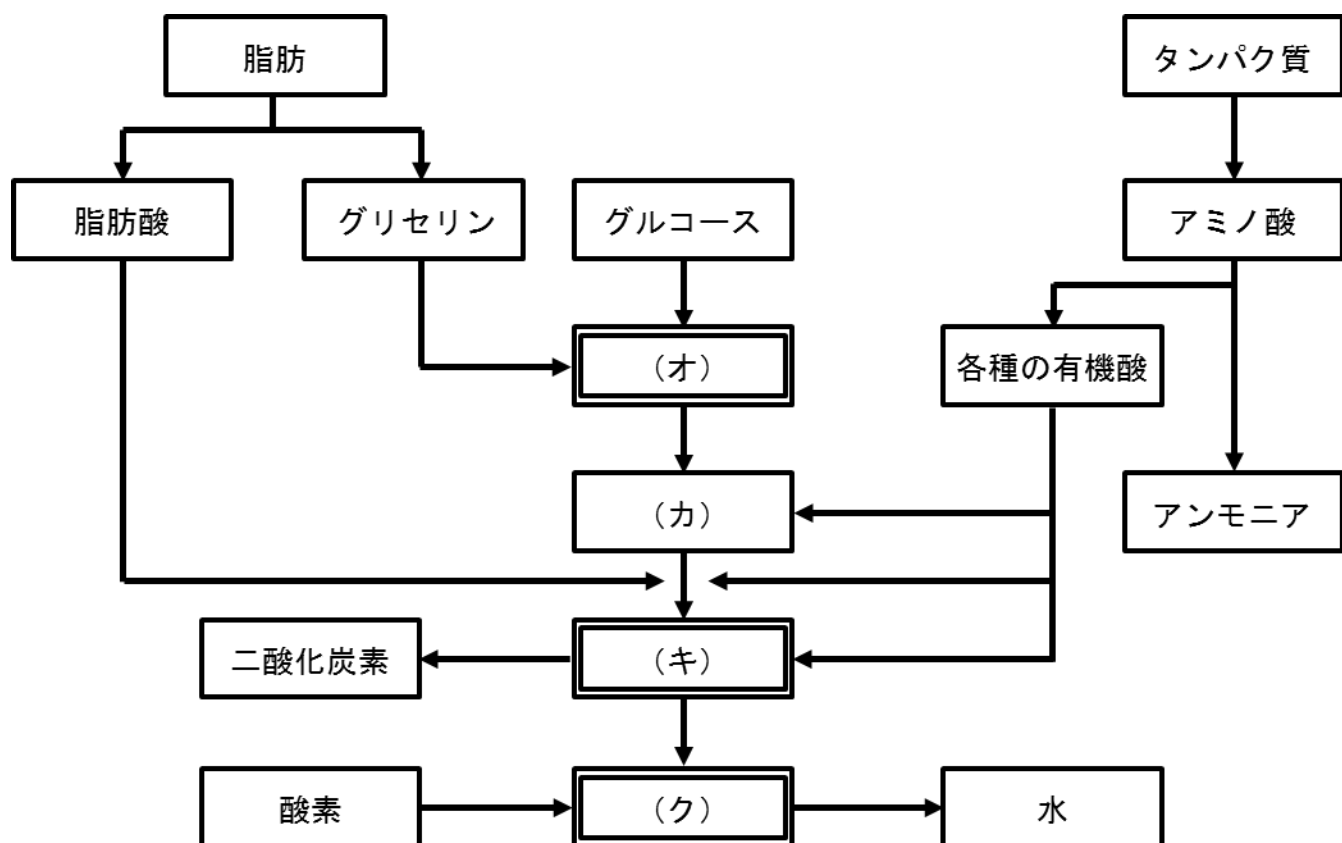 脂肪
タンパク質
脂肪酸
グリセリン
グルコース
アミノ酸
(オ)
各種の有機酸
(カ)
アンモニア
二酸化炭素
(キ)
酸素
(ク)
水